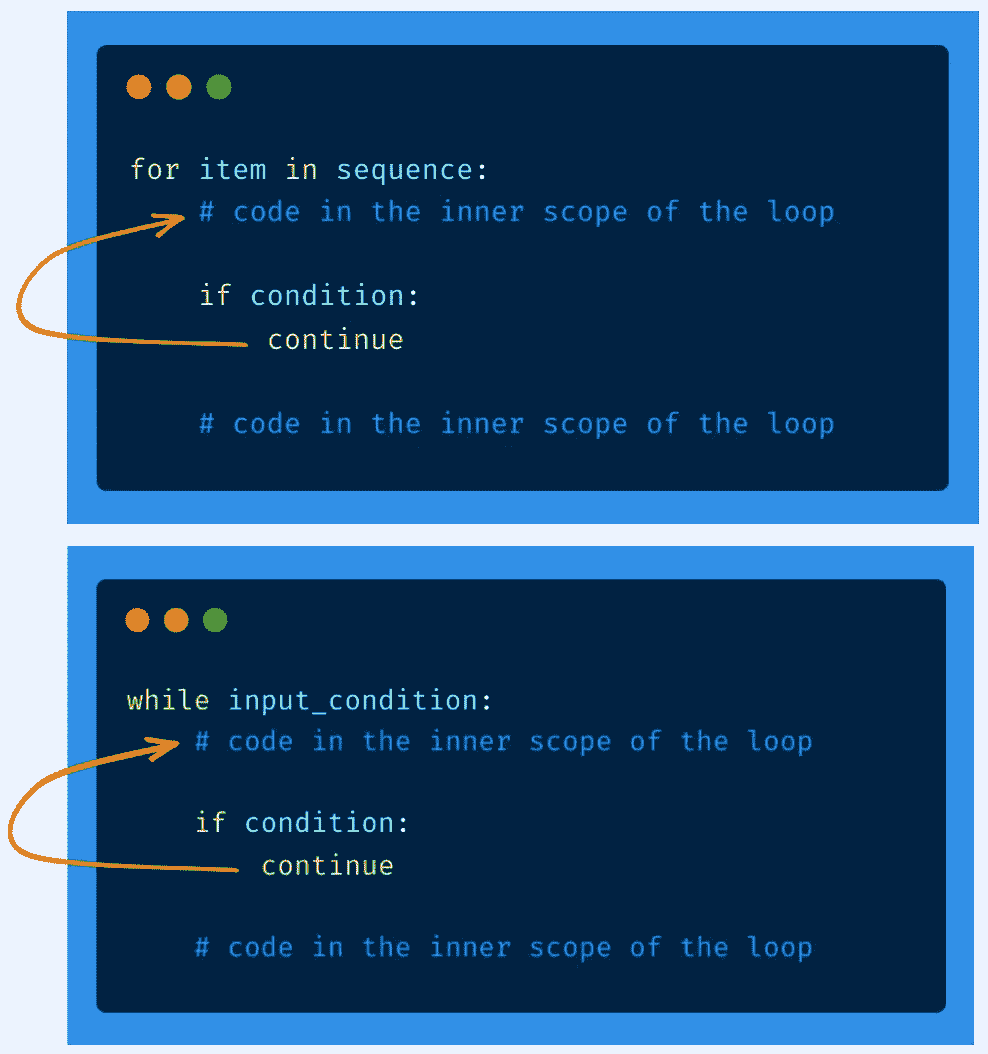 for item in sequence:
# code in the inner scope of the loop
if condition:
continue
# code in the inner scope of the loop
while input_condition:
# code in the inner scope of the loop
if condition:
continue
# code in the inner scope of the loop